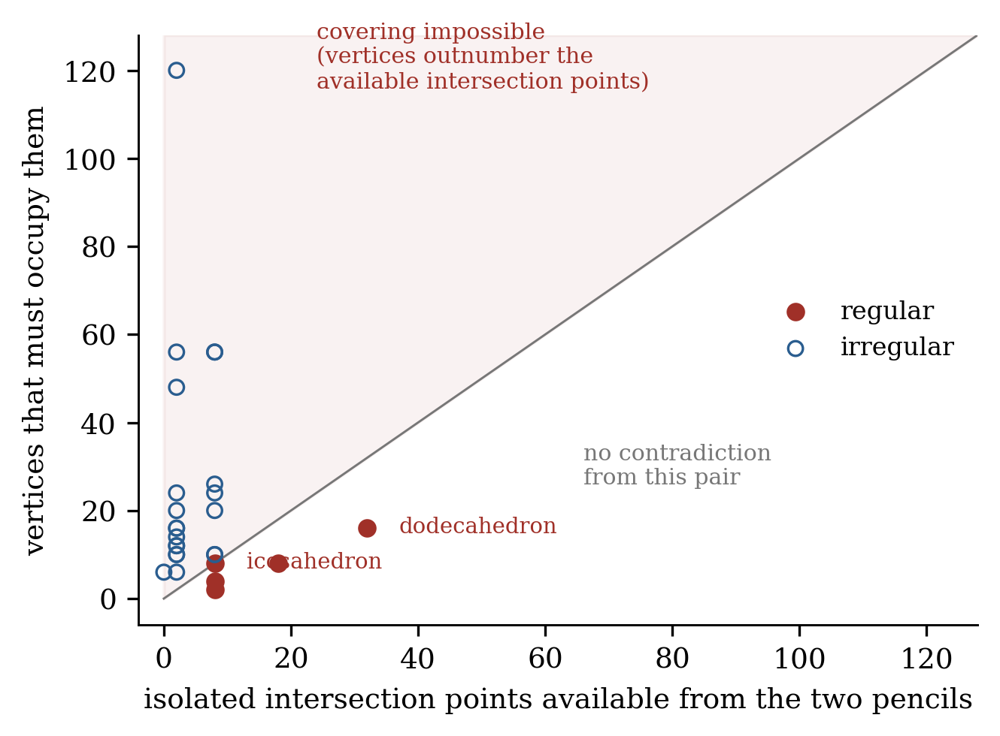 covering impossible
(vertices outnumber the
available intersection points)
120
100
80
60
40
20
0
vertices that must occupy them
regular
irregular
no contradiction
from this pair
dodecahedron
icosahedron
0 20 40 60 80 100 120
isolated intersection points available from the two pencils